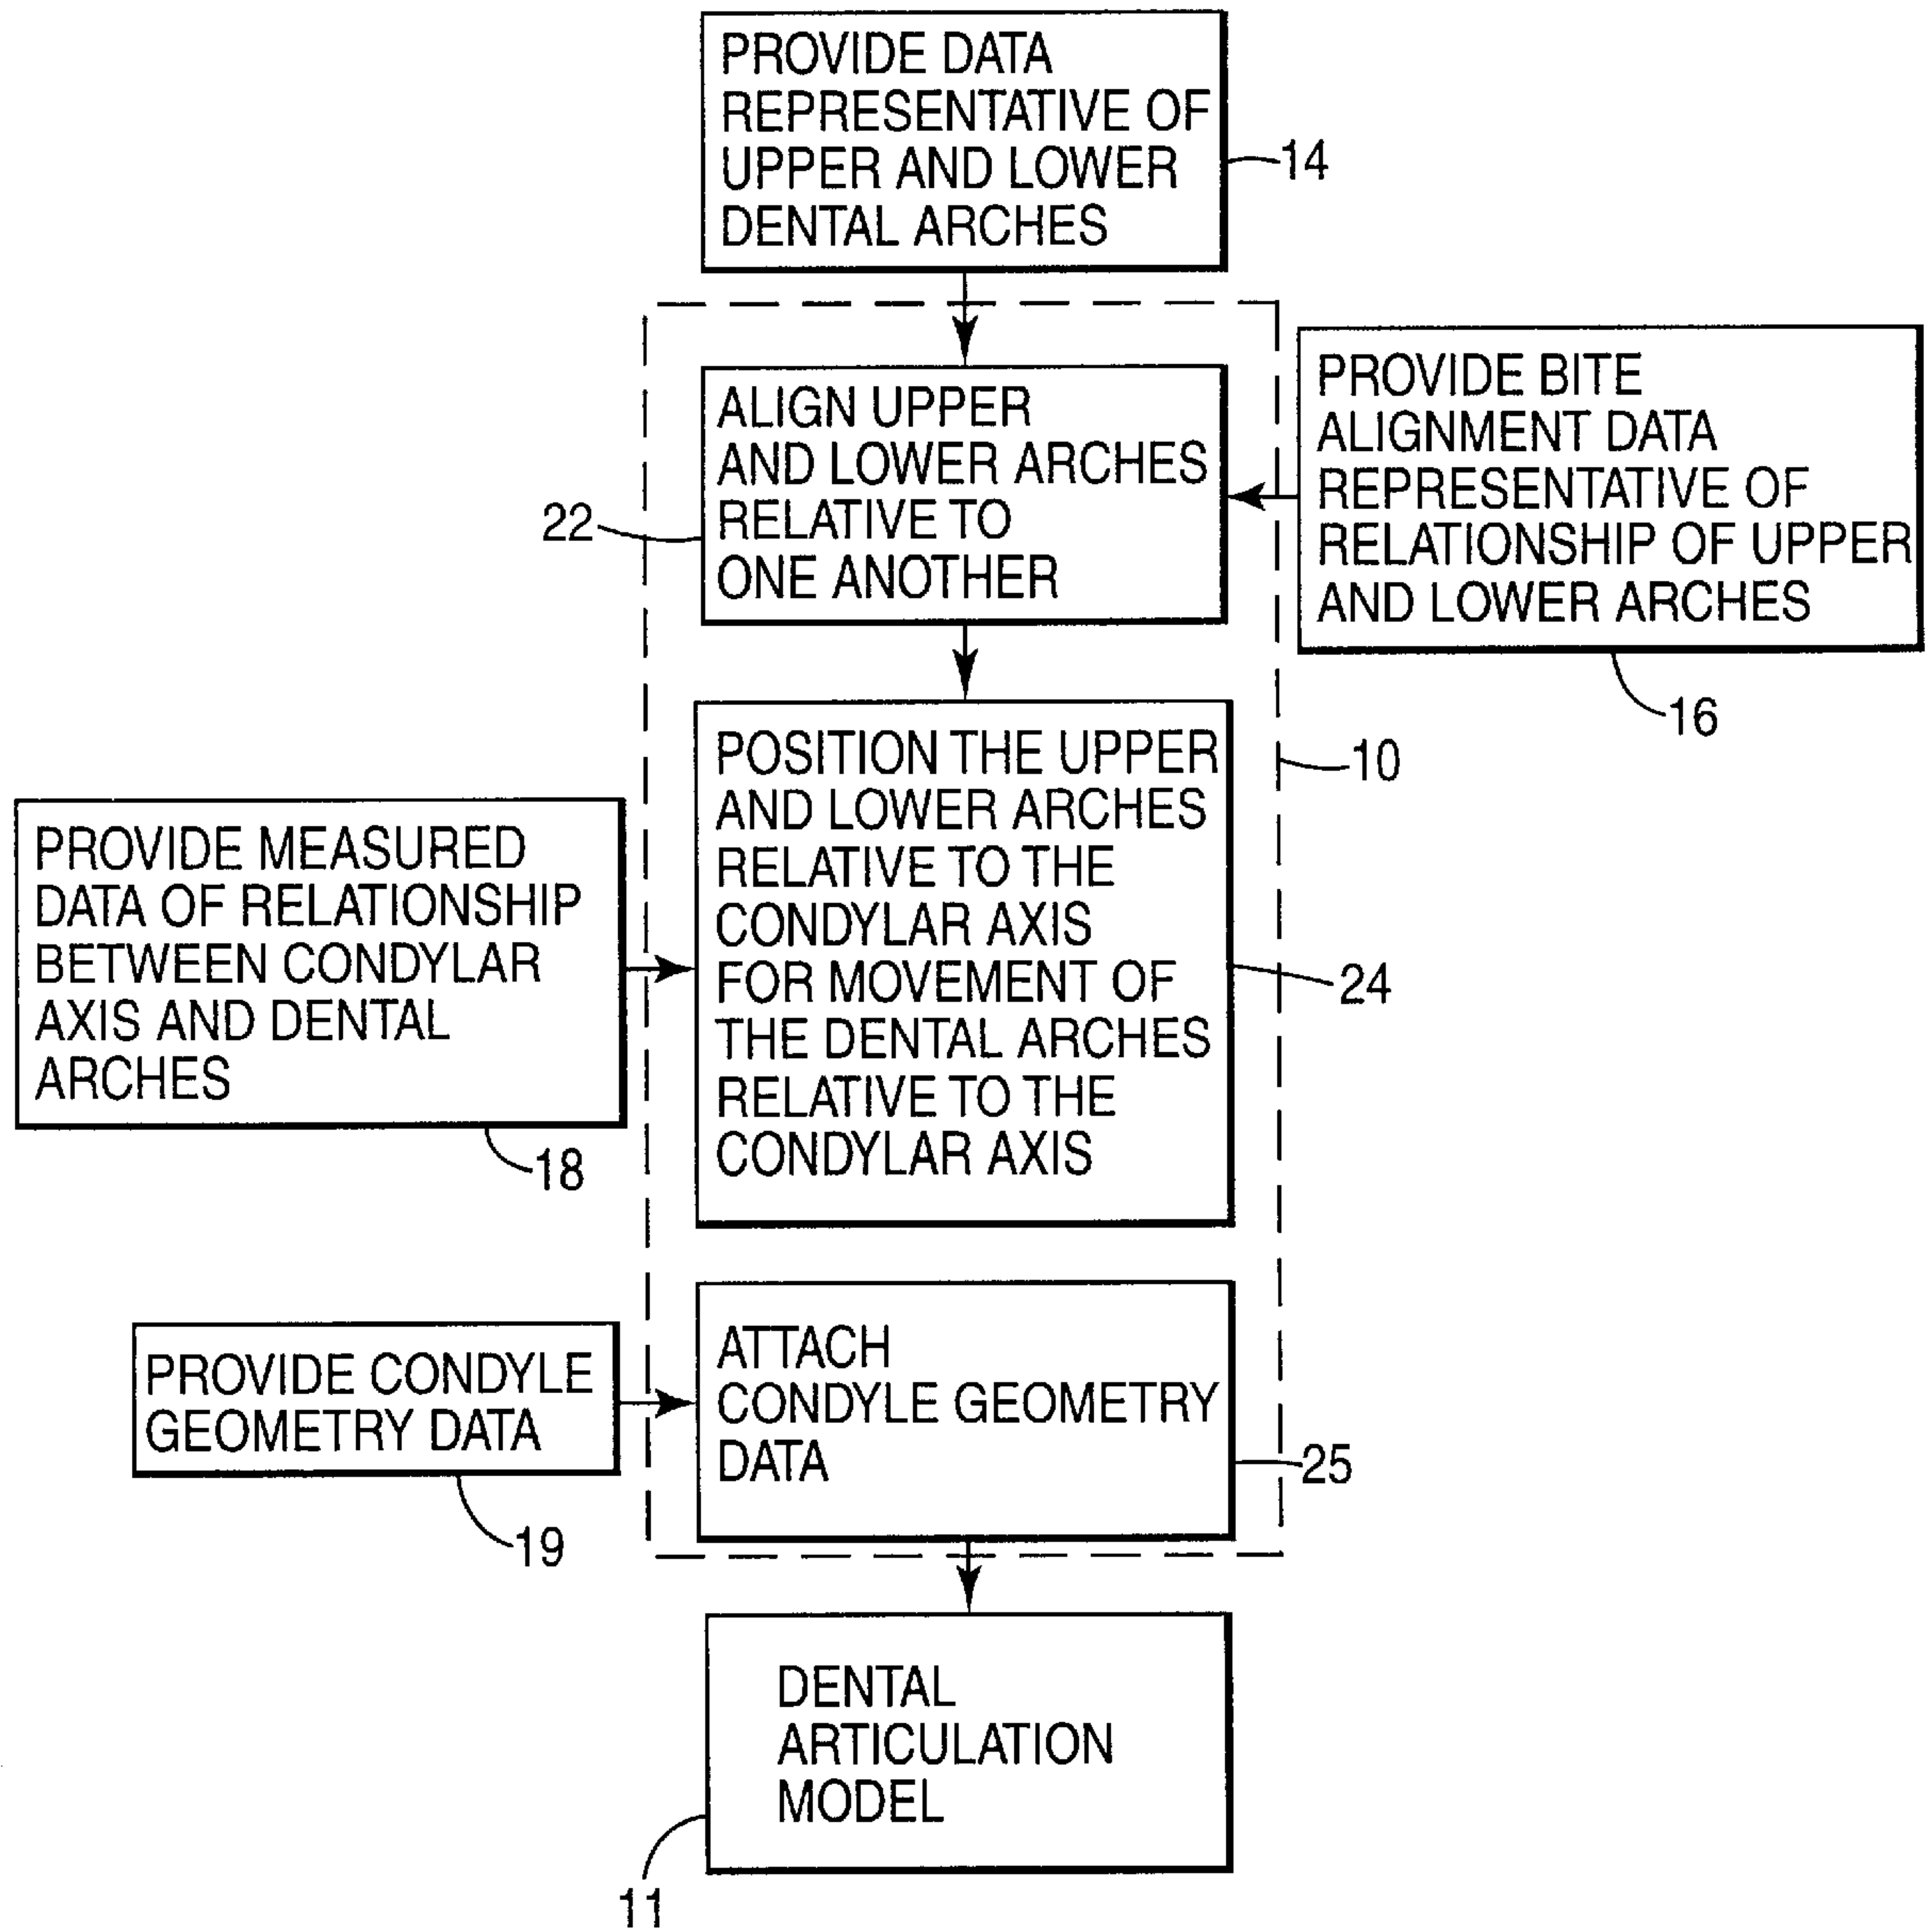 PROVIDE DATA
REPRESENTATIVE OF
UPPER AND LOWER
DENTAL ARCHES
14
ALIGN UPPER
AND LOWER ARCHES
RELATIVE TO
ONE ANOTHER
22
PROVIDE BITE
ALIGNMENT DATA
REPRESENTATIVE OF
RELATIONSHIP OF UPPER
AND LOWER ARCHES
16
10
POSITION THE UPPER
AND LOWER ARCHES
RELATIVE TO THE
CONDYLAR AXIS
FOR MOVEMENT OF
THE DENTAL ARCHES
RELATIVE TO THE
CONDYLAR AXIS
24
PROVIDE MEASURED
DATA OF RELATIONSHIP
BETWEEN CONDYLAR
AXIS AND DENTAL
ARCHES
18
PROVIDE CONDYLE
GEOMETRY DATA
19
ATTACH
CONDYLE GEOMETRY
DATA
25
DENTAL
ARTICULATION
MODEL
11